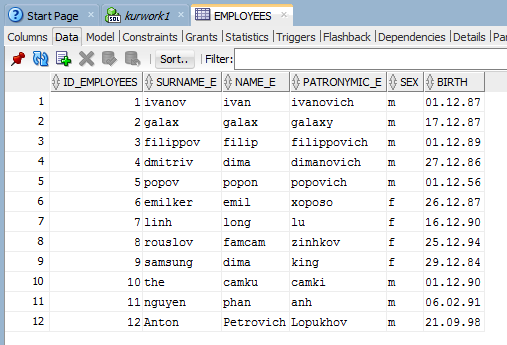 Start Page kurwork1 EMPLOYEES
Columns Data Model Constraints Grants Statistics Triggers Flashback Dependencies Details Par
Sort.. Filter:
ID_EMPLOYEES SURNAME_E NAME_E PATRONYMIC_E SEX BIRTH
1 1 ivanov ivan ivanovich m 01.12.87
2 2 galax galax galaxy m 17.12.87
3 3 filippov filip filippovich m 01.12.89
4 4 dmitriv dima dimanovich m 27.12.86
5 5 popov popon popovich m 01.12.56
6 6 emilker emil xoposo f 26.12.87
7 7 linh long lu f 16.12.90
8 8 rouslov famcam zinhkov f 25.12.94
9 9 samsung dima king f 29.12.84
10 10 the camku camki m 01.12.90
11 11 nguyen phan anh m 06.02.91
12 12 Anton Petrovich Lopukhov m 21.09.98